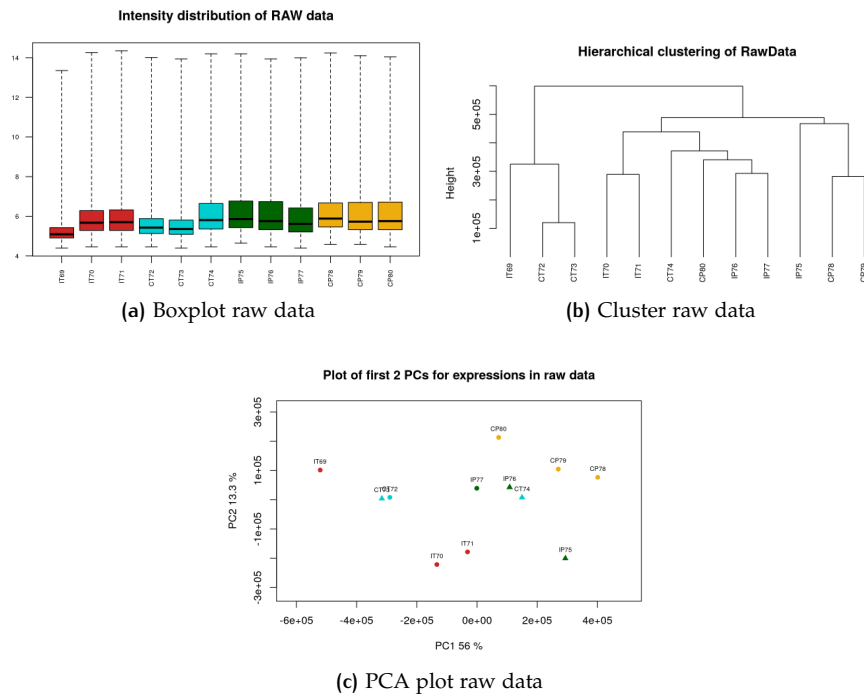 Intensity distribution of RAW data
14
12
10
8
6
4
IT69
IT70
IT71
CT72
CT73
CT74
IP75
IP76
IP77
CP78
CP79
CP80
(a) Boxplot raw data
Hierarchical clustering of RawData
Height
5e+05
3e+05
1e+05
IT69
CT72
CT73
IT70
IT71
CT74
CP80
IP76
IP77
IP75
CP78
CP79
(b) Cluster raw data
Plot of first 2 PCs for expressions in raw data
PC2 13.3 %
3e+05
1e+05
-1e+05
-3e+05
CP80
IT69
CP79
CP78
CT73
CT72
IP77
IP76
CT74
IT71
IT70
IP75
-6e+05 -4e+05 -2e+05 0e+00 2e+05 4e+05
PC1 56 %
(c) PCA plot raw data